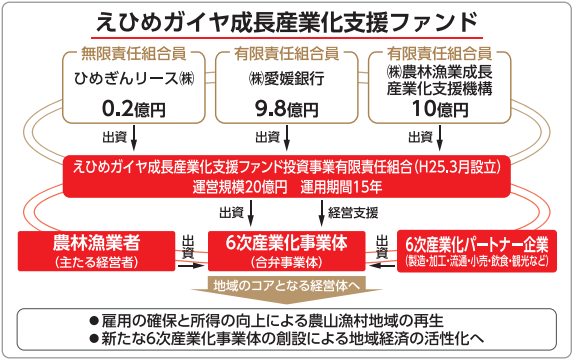 えひめガイヤ成長産業化支援ファンド
無限責任組合員
ひめぎんリース㈱
0.2億円
有限責任組合員
㈱愛媛銀行
9.8億円
有限責任組合員
㈱農林漁業成長
産業化支援機構
10億円
出資
出資
出資
えひめガイヤ成長産業化支援ファンド投資事業有限責任組合(H25.3月設立)
運営規模20億円　運用期間15年
出資
経営支援
農林漁業者
(主たる経営者)
出資
6次産業化事業体
(合弁事業体)
出資
6次産業化パートナー企業
(製造・加工・流通・小売・飲食・観光など)
地域のコアとなる経営体へ
●雇用の確保と所得の向上による農山漁村地域の再生
●新たな6次産業化事業体の創設による地域経済の活性化へ